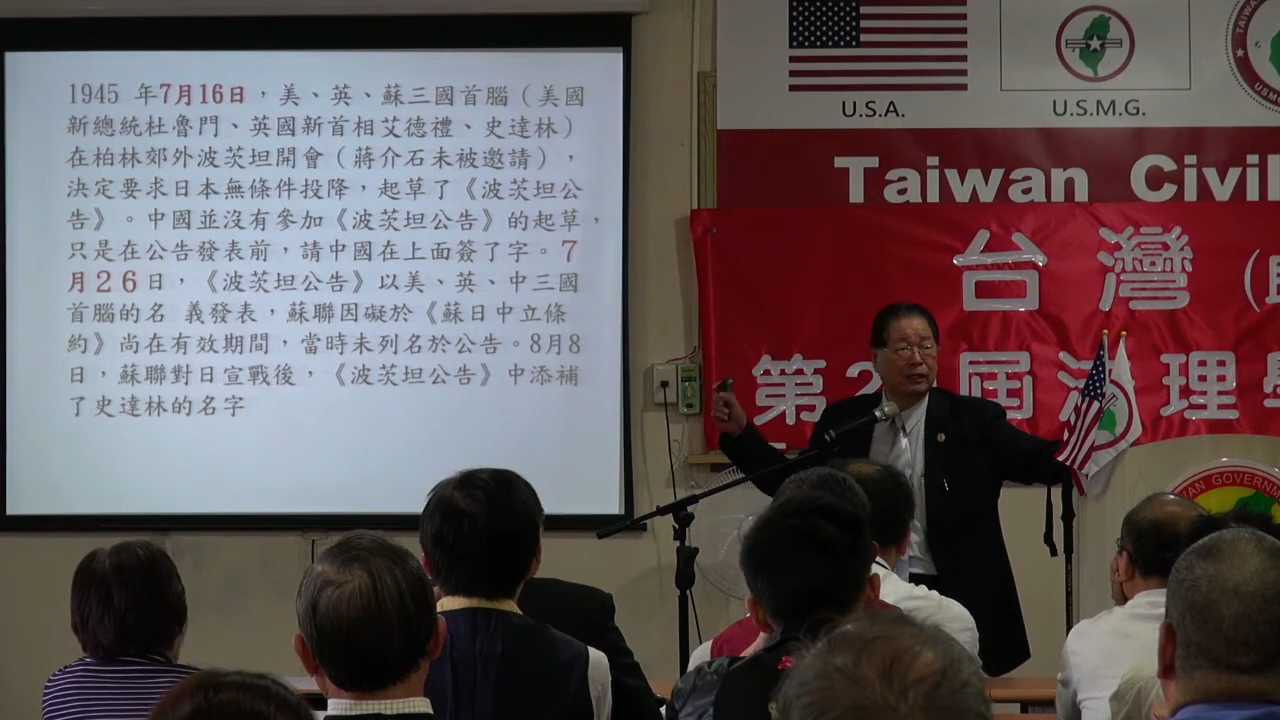 1945 年7月16日，美、英、蘇三國首腦（美國
新總統杜魯門、英國新首相艾德禮、史達林）
在柏林郊外波茨坦開會（蔣介石未被邀請），
決定要求日本無條件投降，起草了《波茨坦公
告》。中國並沒有參加《波茨坦公告》的起草，
只是在公告發表前，請中國在上面簽了字。7
月２６日，《波茨坦公告》以美、英、中三國
首腦的名 義發表，蘇聯因礙於《蘇日中立條
約》尚在有效期間，當時未列名於公告。8月8
日，蘇聯對日宣戰後，《波茨坦公告》中添補
了史達林的名字
U.S.A.
U.S.M.G.
Taiwan Civil
台灣
第2 屆法理學
GOVERN